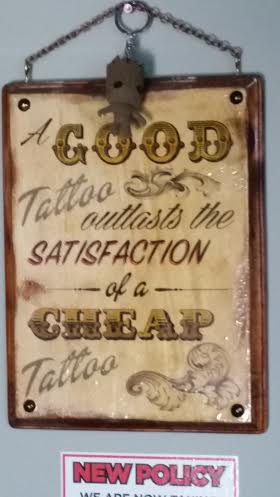 A GOOD
Tattoo
outlasts the
SATISFACTION
of a
CHEAP
Tattoo
NEW POLICY
WE ARE NOW